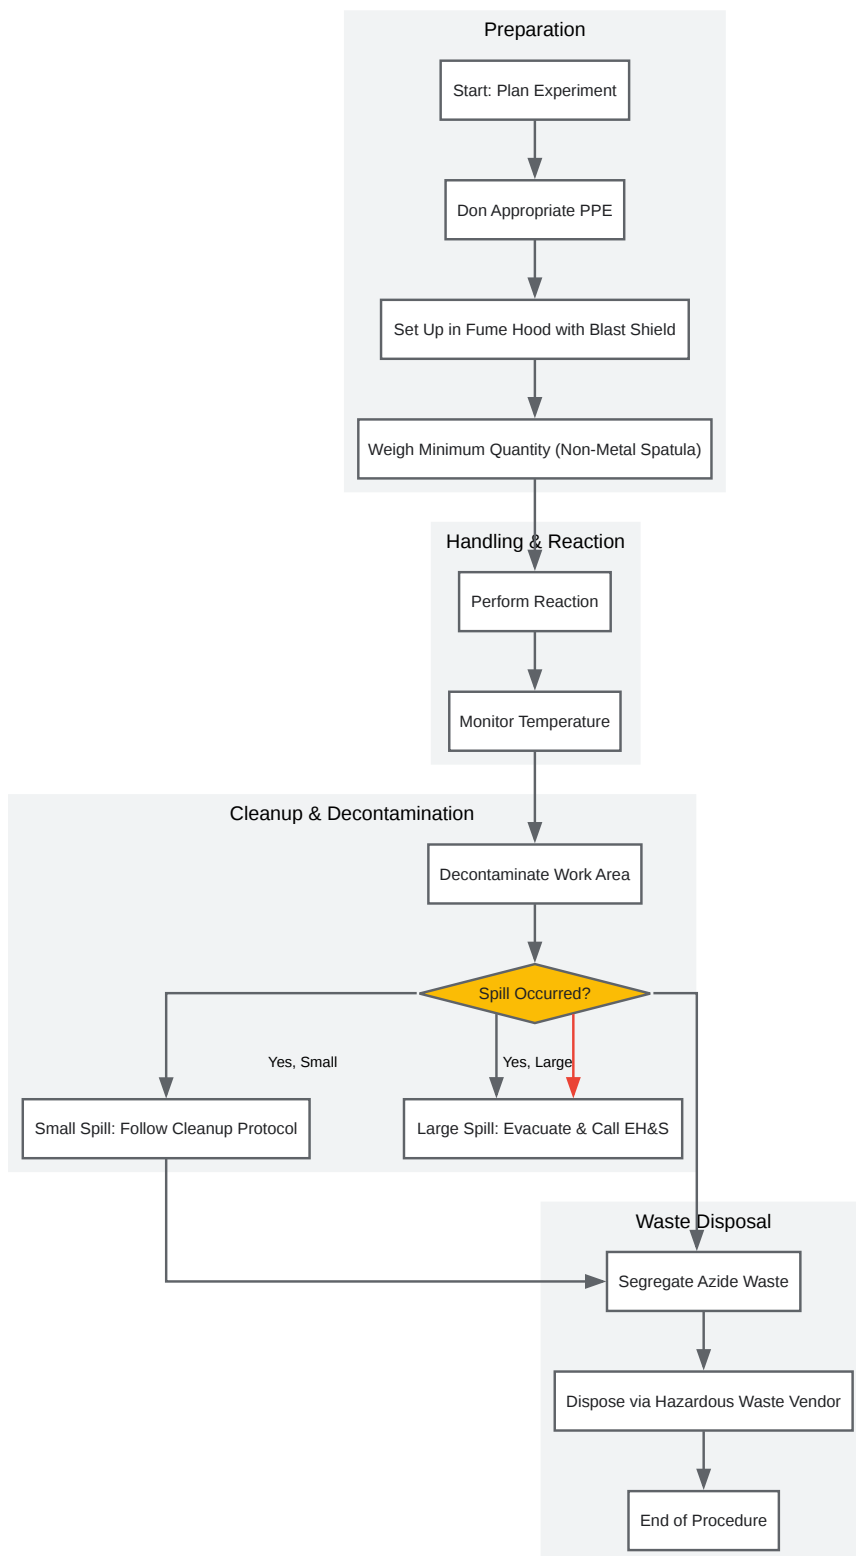 Preparation
Start: Plan Experiment
Don Appropriate PPE
Set Up in Fume Hood with Blast Shield
Weigh Minimum Quantity (Non-Metal Spatula)
Handling & Reaction
Perform Reaction
Monitor Temperature
Cleanup & Decontamination
Decontaminate Work Area
Spill Occurred?
Yes, Small
Yes, Large
Small Spill: Follow Cleanup Protocol
Large Spill: Evacuate & Call EH&S
Waste Disposal
Segregate Azide Waste
Dispose via Hazardous Waste Vendor
End of Procedure